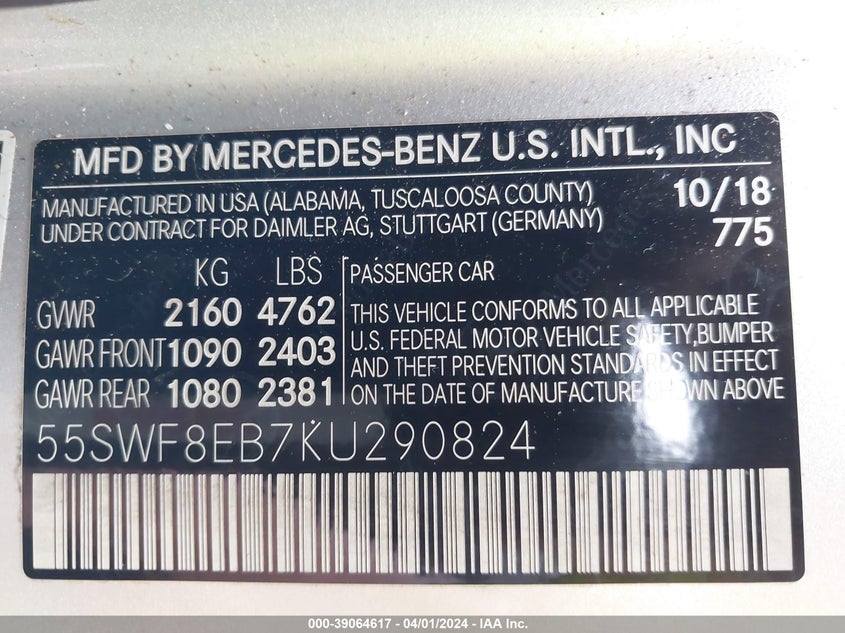 MFD BY MERCEDES-BENZ U.S. INTL., INC
MANUFACTURED IN USA (ALABAMA, TUSCALOOSA COUNTY) 10/18
UNDER CONTRACT FOR DAIMLER AG, STUTTGART (GERMANY) 775
KG LBS PASSENGER CAR
GVWR 2160 4762 THIS VEHICLE CONFORMS TO ALL APPLICABLE
U.S. FEDERAL MOTOR VEHICLE SAFETY,BUMPER
GAWR FRONT 1090 2403 AND THEFT PREVENTION STANDARDS IN EFFECT
GAWR REAR 1080 2381 ON THE DATE OF MANUFACTURE SHOWN ABOVE
55SWF8EB7KU290824
000-39064617 | 04/01/2024 - IAA Inc.